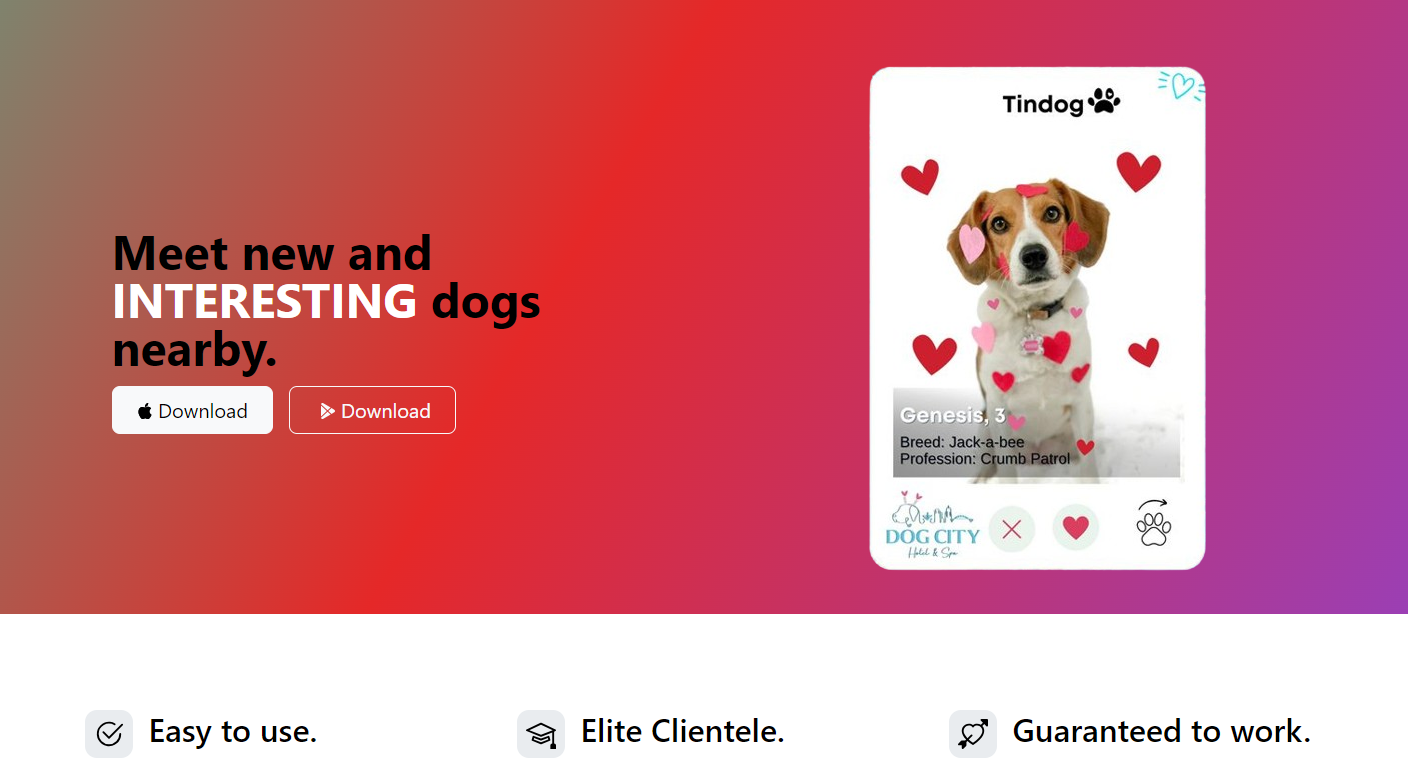 Tindog
Meet new and
INTERESTING dogs
nearby.
Download
Download
Genesis, 3
Breed: Jack-a-bee
Profession: Crumb Patrol
DOG CITY
Hotel & Spa
Easy to use.
Elite Clientele.
Guaranteed to work.